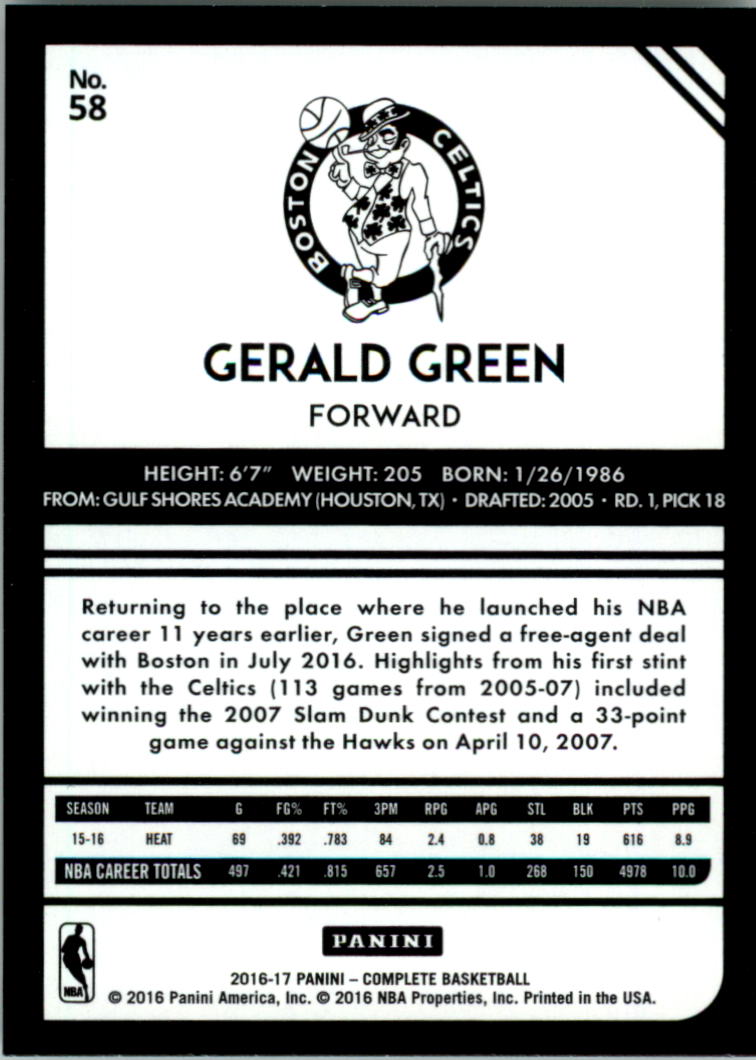 No.
58
BOSTON CELTICS
GERALD GREEN
FORWARD
HEIGHT: 6'7" WEIGHT: 205 BORN: 1/26/1986
FROM: GULF SHORES ACADEMY (HOUSTON, TX) • DRAFTED: 2005 • RD. 1, PICK 18
Returning to the place where he launched his NBA
career 11 years earlier, Green signed a free-agent deal
with Boston in July 2016. Highlights from his first stint
with the Celtics (113 games from 2005-07) included
winning the 2007 Slam Dunk Contest and a 33-point
game against the Hawks on April 10, 2007.
SEASON TEAM G FG% FT% 3PM RPG APG STL BLK PTS PPG
15-16 HEAT 69 .392 .783 84 2.4 0.8 38 19 616 8.9
NBA CAREER TOTALS 497 .421 .815 657 2.5 1.0 268 150 4978 10.0
PANINI
NBA
2016-17 PANINI – COMPLETE BASKETBALL
© 2016 Panini America, Inc. © 2016 NBA Properties, Inc. Printed in the USA.